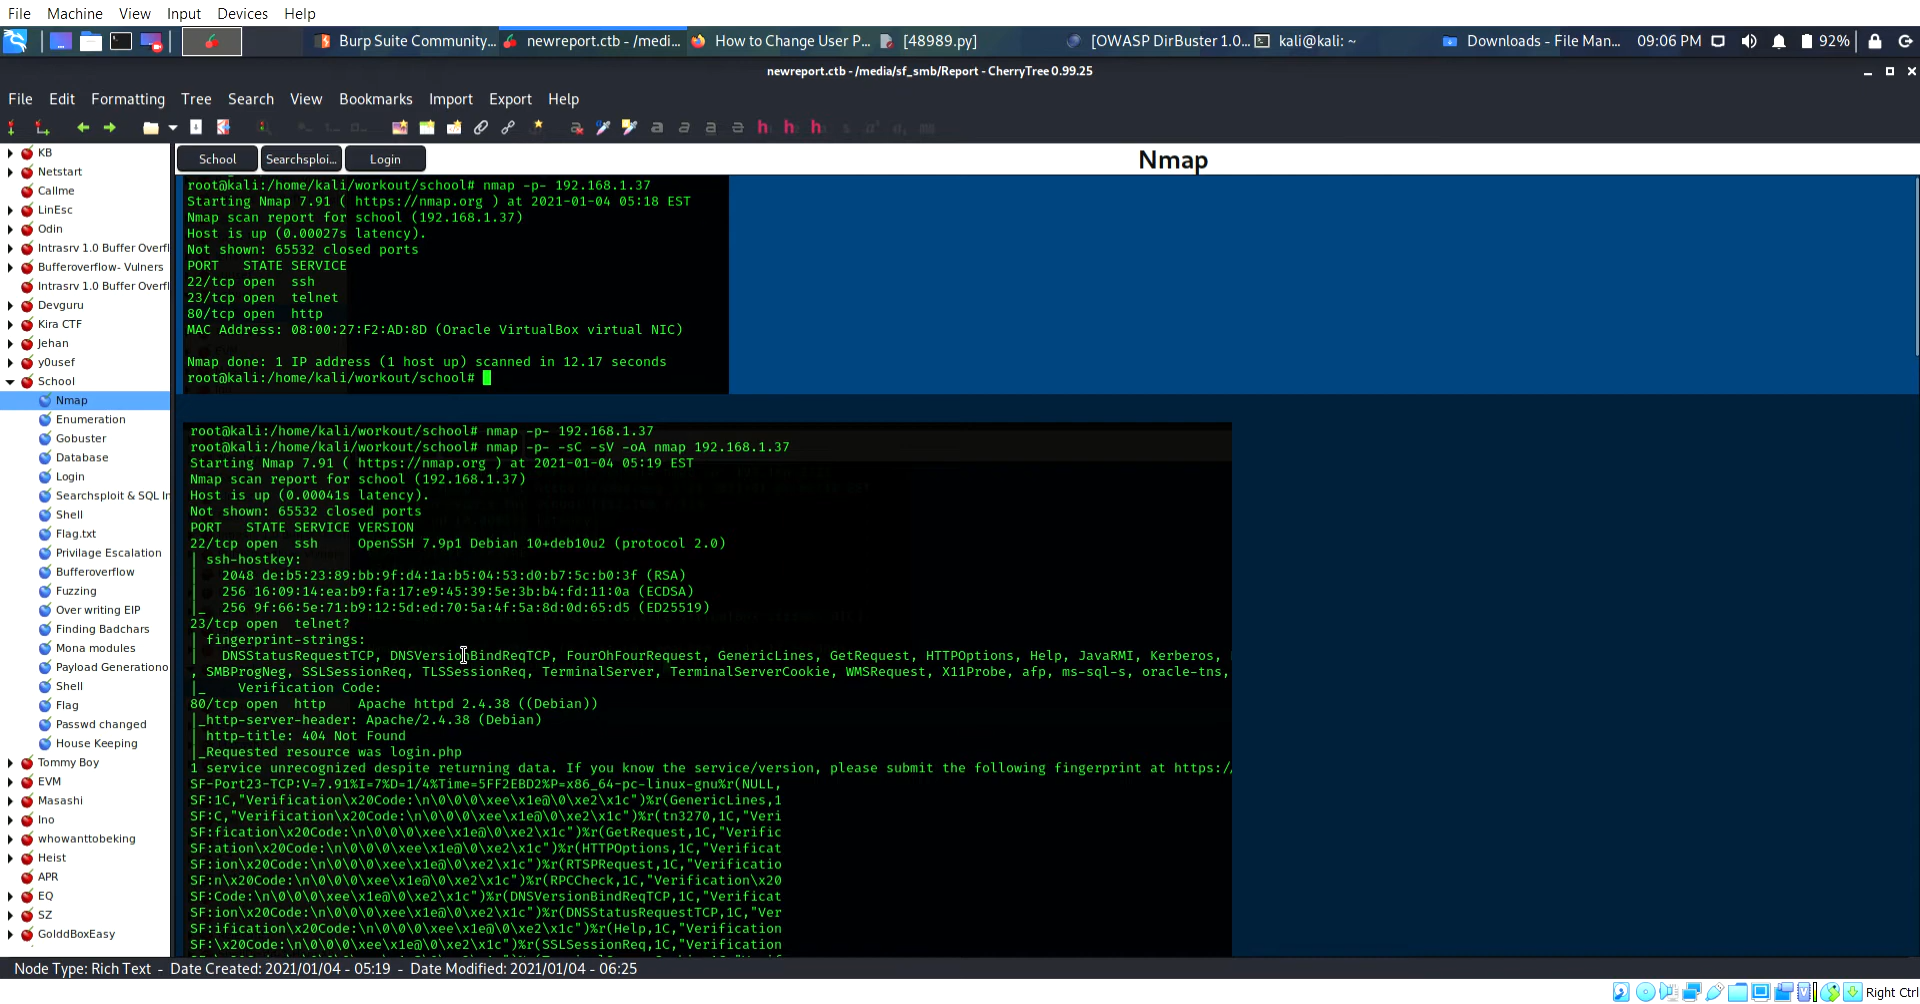 File Machine View Input Devices Help
Burp Suite Community... newreport.ctb - /medi... How to Change User P... [48989.py] [OWASP DirBuster 1.0... kali@kali: ~ Downloads - File Man... 09:06 PM 92%
newreport.ctb - /media/sf_smb/Report - CherryTree 0.99.25
File Edit Formatting Tree Search View Bookmarks Import Export Help
KB
Netstart
Callme
LinEsc
Odin
Intrasrv 1.0 Buffer Overfl
Bufferoverflow- Vulners
Intrasrv 1.0 Buffer Overfl
Devguru
Kira CTF
Jehan
y0usef
School
Nmap
Enumeration
Gobuster
Database
Login
Searchsploit & SQL In
Shell
Flag.txt
Privilage Escalation
Bufferoverflow
Fuzzing
Over writing EIP
Finding Badchars
Mona modules
Payload Generationo
Shell
Flag
Passwd changed
House Keeping
Tommy Boy
EVM
Masashi
Ino
whowanttobeking
Heist
APR
EQ
SZ
GolddBoxEasy
School Searchsploi... Login
Nmap
root@kali:/home/kali/workout/school# nmap -p- 192.168.1.37
Starting Nmap 7.91 ( https://nmap.org ) at 2021-01-04 05:18 EST
Nmap scan report for school (192.168.1.37)
Host is up (0.00027s latency).
Not shown: 65532 closed ports
PORT   STATE SERVICE
22/tcp open  ssh
23/tcp open  telnet
80/tcp open  http
MAC Address: 08:00:27:F2:AD:8D (Oracle VirtualBox virtual NIC)
Nmap done: 1 IP address (1 host up) scanned in 12.17 seconds
root@kali:/home/kali/workout/school#
root@kali:/home/kali/workout/school# nmap -p- 192.168.1.37
root@kali:/home/kali/workout/school# nmap -p- -sC -sV -oA nmap 192.168.1.37
Starting Nmap 7.91 ( https://nmap.org ) at 2021-01-04 05:19 EST
Nmap scan report for school (192.168.1.37)
Host is up (0.00041s latency).
Not shown: 65532 closed ports
PORT   STATE SERVICE VERSION
22/tcp open  ssh     OpenSSH 7.9p1 Debian 10+deb10u2 (protocol 2.0)
| ssh-hostkey:
|   2048 de:b5:23:89:bb:9f:d4:1a:b5:04:53:d0:b7:5c:b0:3f (RSA)
|   256 16:09:14:ea:b9:fa:17:e9:45:39:5e:3b:b4:fd:11:0a (ECDSA)
|_  256 9f:66:5e:71:b9:12:5d:ed:70:5a:4f:5a:8d:0d:65:d5 (ED25519)
23/tcp open  telnet?
| fingerprint-strings:
|   DNSStatusRequestTCP, DNSVersionBindReqTCP, FourOhFourRequest, GenericLines, GetRequest, HTTPOptions, Help, JavaRMI, Kerberos,
, SMBProgNeg, SSLSessionReq, TLSSessionReq, TerminalServer, TerminalServerCookie, WMSRequest, X11Probe, afp, ms-sql-s, oracle-tns,
|_    Verification Code:
80/tcp open  http    Apache httpd 2.4.38 ((Debian))
|_http-server-header: Apache/2.4.38 (Debian)
| http-title: 404 Not Found
|_Requested resource was login.php
1 service unrecognized despite returning data. If you know the service/version, please submit the following fingerprint at https:/
SF-Port23-TCP:V=7.91%I=7%D=1/4%Time=5FF2EBD2%P=x86_64-pc-linux-gnu%r(NULL,
SF:1C,"Verification\x20Code:\n\0\0\0\xee\x1e@\0\xe2\x1c")%r(GenericLines,1
SF:C,"Verification\x20Code:\n\0\0\0\xee\x1e@\0\xe2\x1c")%r(tn3270,1C,"Veri
SF:fication\x20Code:\n\0\0\0\xee\x1e@\0\xe2\x1c")%r(GetRequest,1C,"Verific
SF:ation\x20Code:\n\0\0\0\xee\x1e@\0\xe2\x1c")%r(HTTPOptions,1C,"Verificat
SF:ion\x20Code:\n\0\0\0\xee\x1e@\0\xe2\x1c")%r(RTSPRequest,1C,"Verificatio
SF:n\x20Code:\n\0\0\0\xee\x1e@\0\xe2\x1c")%r(RPCCheck,1C,"Verification\x20
SF:Code:\n\0\0\0\xee\x1e@\0\xe2\x1c")%r(DNSVersionBindReqTCP,1C,"Verificat
SF:ion\x20Code:\n\0\0\0\xee\x1e@\0\xe2\x1c")%r(DNSStatusRequestTCP,1C,"Ver
SF:ification\x20Code:\n\0\0\0\xee\x1e@\0\xe2\x1c")%r(Help,1C,"Verification
SF:\x20Code:\n\0\0\0\xee\x1e@\0\xe2\x1c")%r(SSLSessionReq,1C,"Verification
Node Type: Rich Text - Date Created: 2021/01/04 - 05:19 - Date Modified: 2021/01/04 - 06:25
Right Ctrl